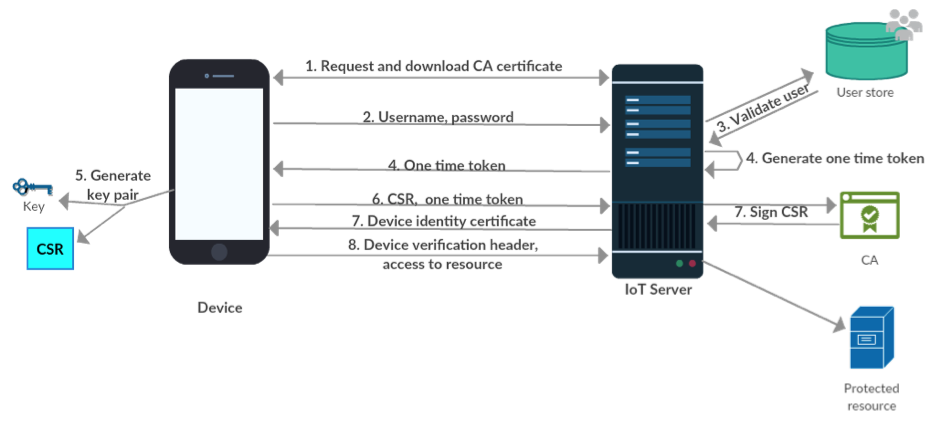 1. Request and download CA certificate
User store
2. Username, password
3. Validate user
4. One time token
4. Generate one time token
5. Generate
key pair
Key
CSR
6. CSR, one time token
7. Device identity certificate
7. Sign CSR
8. Device verification header,
access to resource
CA
IoT Server
Device
Protected
resource